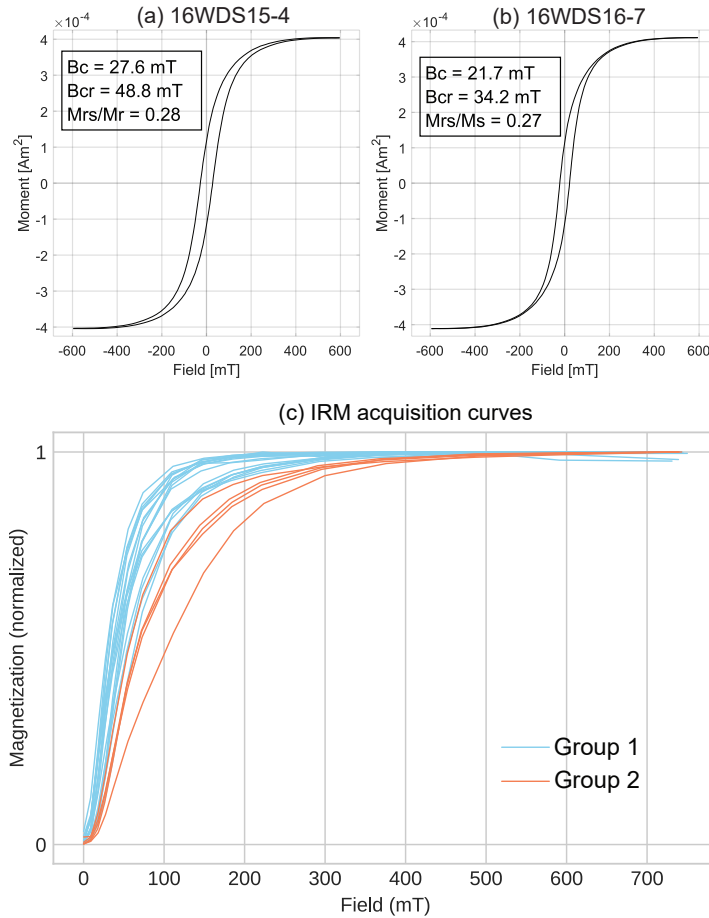 (a) 16WDS15-4
×10⁻⁴
Bc = 27.6 mT
Bcr = 48.8 mT
Mrs/Mr = 0.28
Moment [Am²]
4
3
2
1
0
-1
-2
-3
-4
-600 -400 -200 0 200 400 600
Field [mT]
(b) 16WDS16-7
×10⁻⁴
Bc = 21.7 mT
Bcr = 34.2 mT
Mrs/Ms = 0.27
Moment [Am²]
4
3
2
1
0
-1
-2
-3
-4
-600 -400 -200 0 200 400 600
Field [mT]
(c) IRM acquisition curves
Magnetization (normalized)
1
0
Group 1
Group 2
0 100 200 300 400 500 600 700
Field (mT)